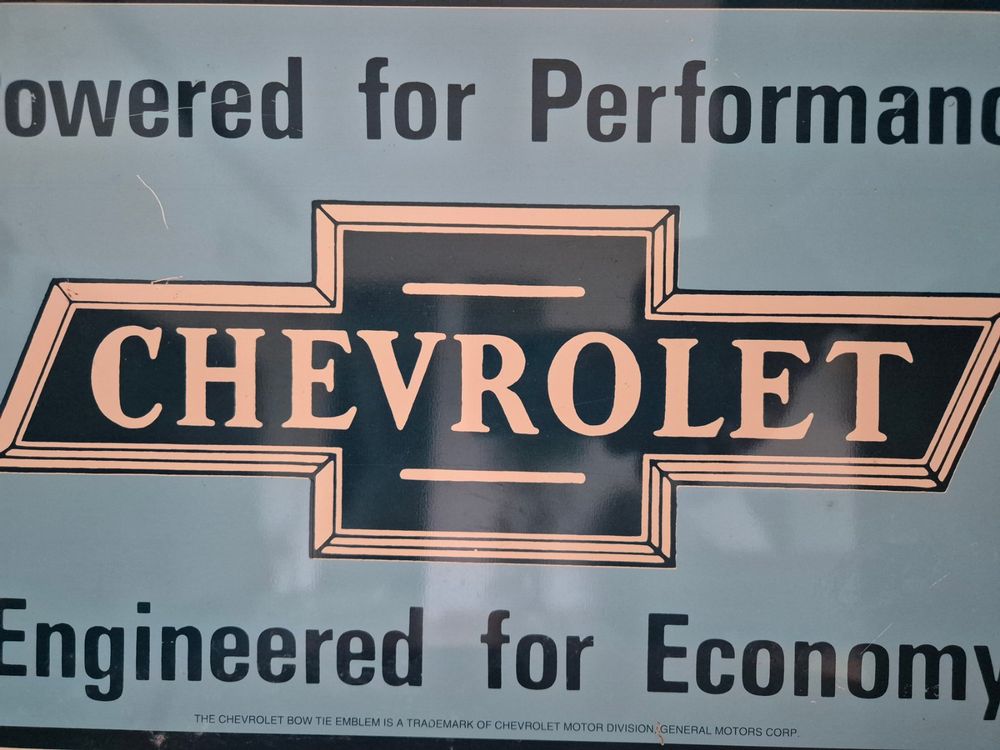 owered for Performanc
CHEVROLET
Engineered for Economy
THE CHEVROLET BOW TIE EMBLEM IS A TRADEMARK OF CHEVROLET MOTOR DIVISION, GENERAL MOTORS CORP.